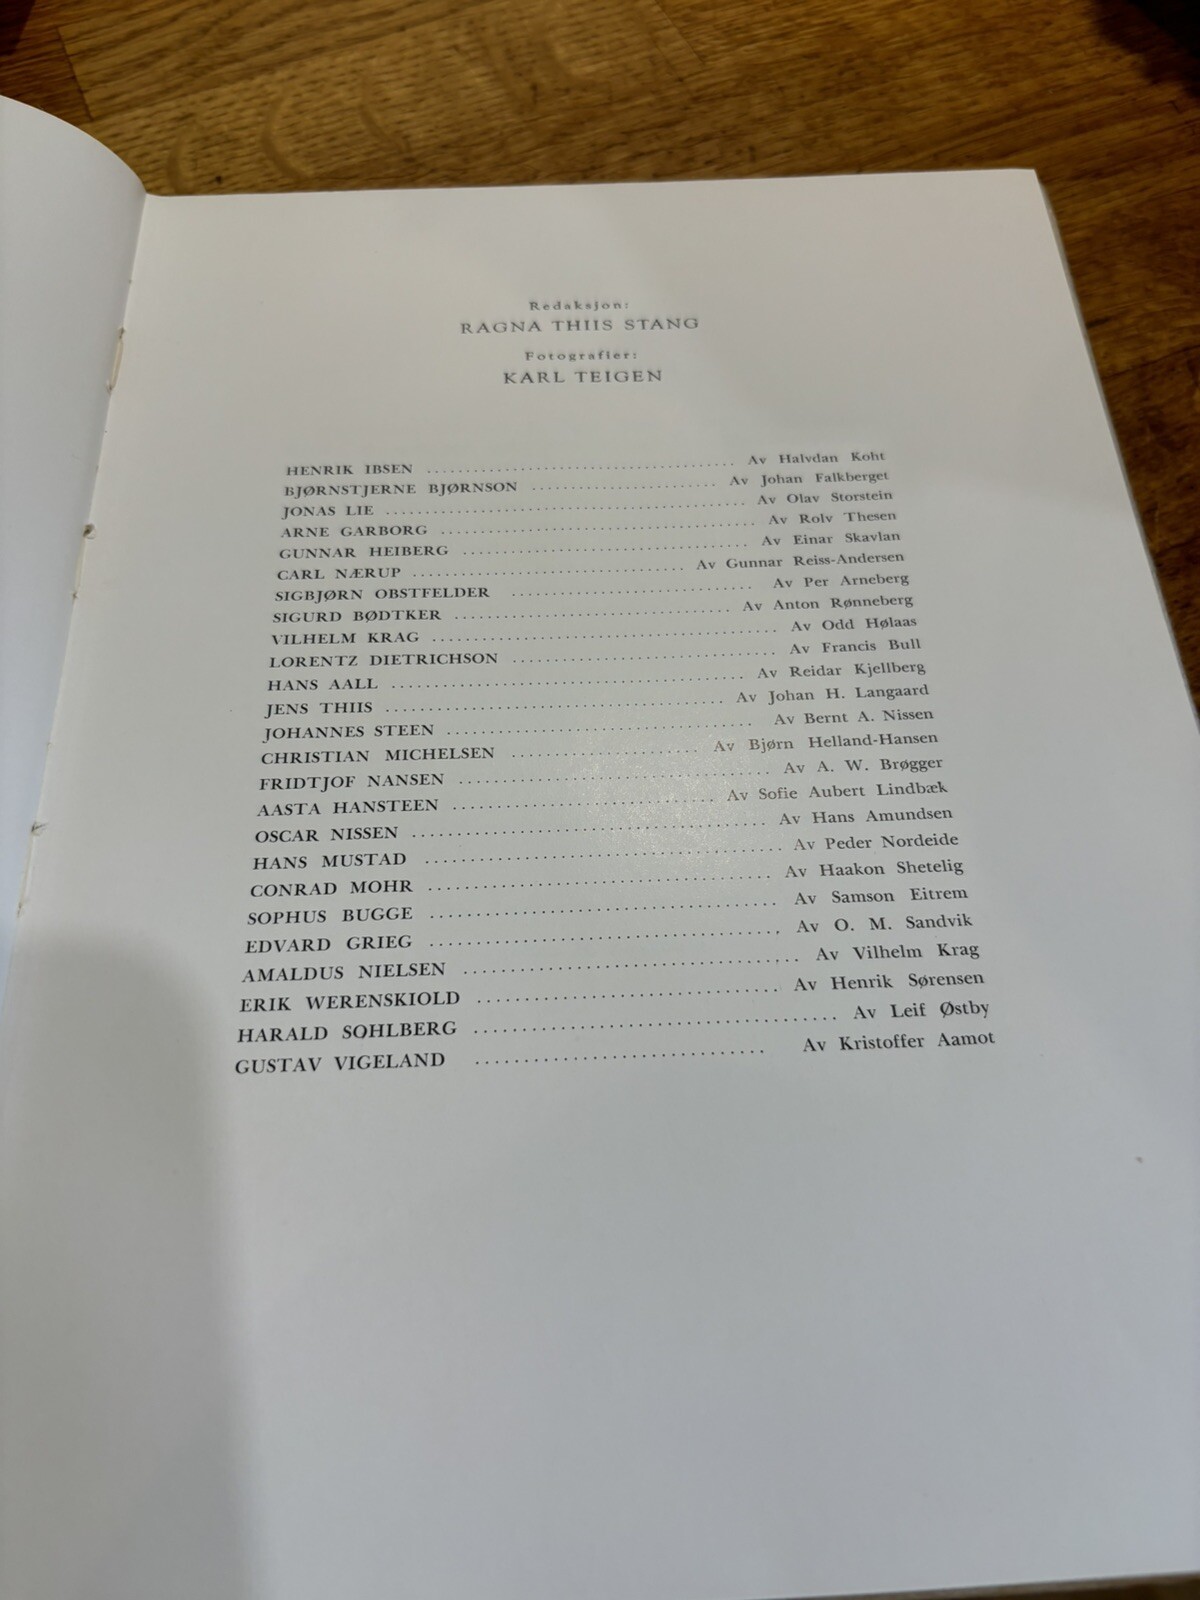 Redaksjon:
RAGNA THIIS STANG
Fotografier:
KARL TEIGEN
HENRIK IBSEN .......... Av Halvdan Koht
BJØRNSTJERNE BJØRNSON .......... Av Johan Falkberget
JONAS LIE .......... Av Olav Storstein
ARNE GARBORG .......... Av Rolv Thesen
GUNNAR HEIBERG .......... Av Einar Skavlan
CARL NÆRUP .......... Av Gunnar Reiss-Andersen
SIGBJØRN OBSTFELDER .......... Av Per Arneberg
SIGURD BØDTKER .......... Av Anton Rønneberg
VILHELM KRAG .......... Av Odd Hølaas
LORENTZ DIETRICHSON .......... Av Francis Bull
HANS AALL .......... Av Reidar Kjellberg
JENS THIIS .......... Av Johan H. Langaard
JOHANNES STEEN .......... Av Bernt A. Nissen
CHRISTIAN MICHELSEN .......... Av Bjørn Helland-Hansen
FRIDTJOF NANSEN .......... Av A. W. Brøgger
AASTA HANSTEEN .......... Av Sofie Aubert Lindbæk
OSCAR NISSEN .......... Av Hans Amundsen
HANS MUSTAD .......... Av Peder Nordeide
CONRAD MOHR .......... Av Haakon Shetelig
SOPHUS BUGGE .......... Av Samson Eitrem
EDVARD GRIEG .......... Av O. M. Sandvik
AMALDUS NIELSEN .......... Av Vilhelm Krag
ERIK WERENSKIOLD .......... Av Henrik Sørensen
HARALD SOHLBERG .......... Av Leif Østby
GUSTAV VIGELAND .......... Av Kristoffer Aamot